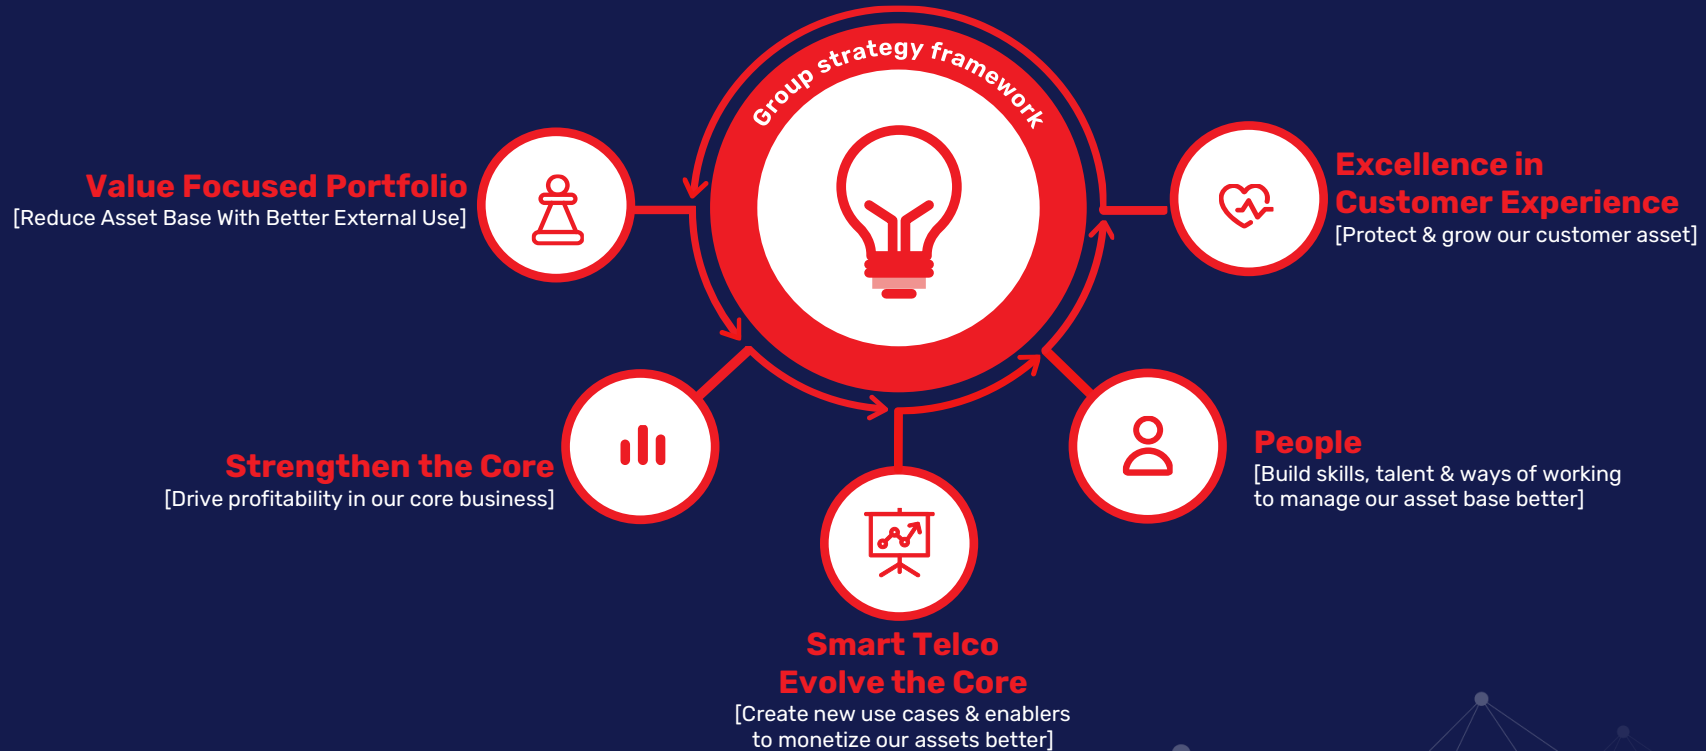 Group strategy framework
Value Focused Portfolio
[Reduce Asset Base With Better External Use]
Strengthen the Core
[Drive profitability in our core business]
Smart Telco
Evolve the Core
[Create new use cases & enablers
to monetize our assets better]
People
[Build skills, talent & ways of working
to manage our asset base better]
Excellence in
Customer Experience
[Protect & grow our customer asset]